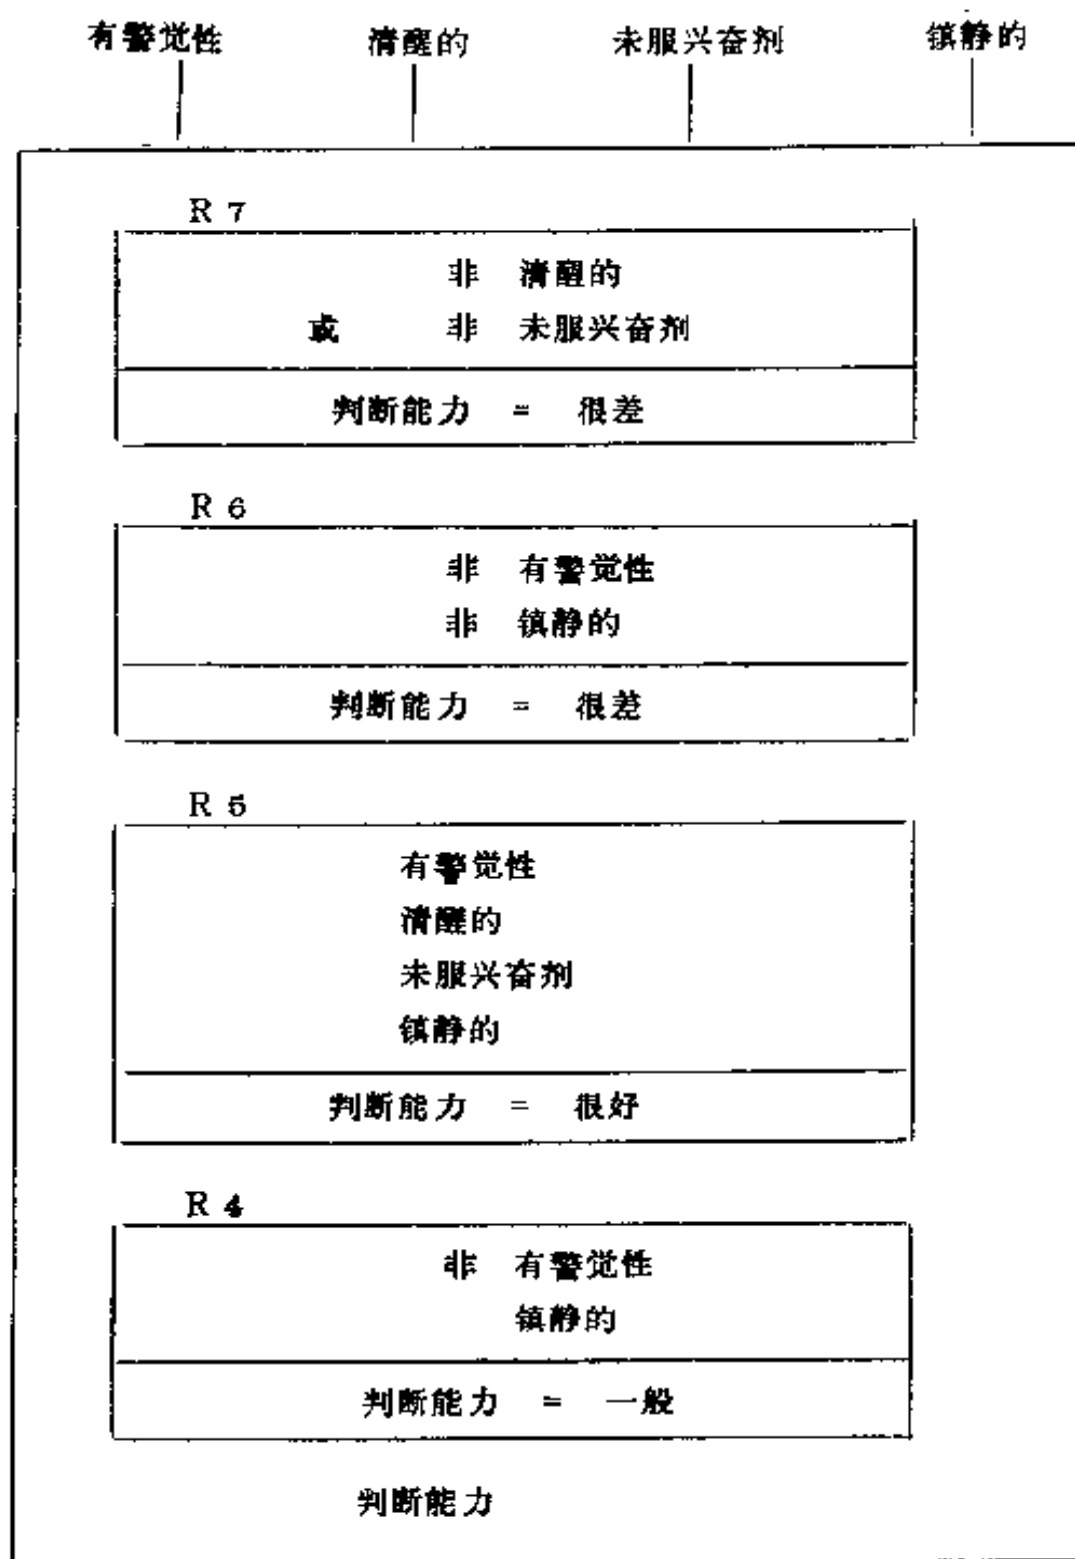 有警觉性 清醒的 未服兴奋剂 镇静的
R 7
非 清醒的
或 非 未服兴奋剂
判断能力 = 很差
R 6
非 有警觉性
非 镇静的
判断能力 = 很差
R 5
有警觉性
清醒的
未服兴奋剂
镇静的
判断能力 = 很好
R 4
非 有警觉性
镇静的
判断能力 = 一般
判断能力